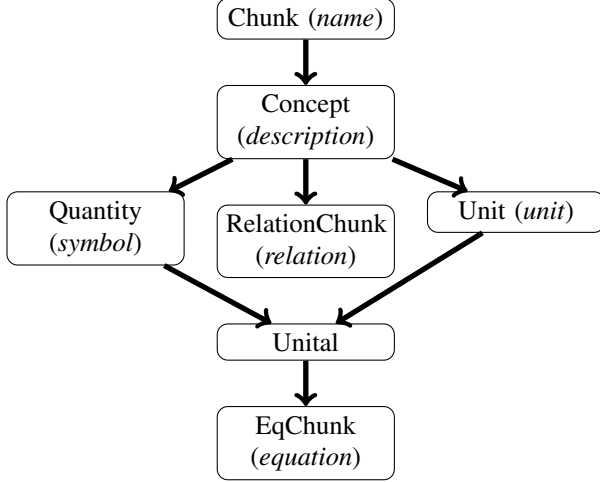 Chunk (name)
Concept
(description)
Quantity
(symbol)
RelationChunk
(relation)
Unit (unit)
Unital
EqChunk
(equation)